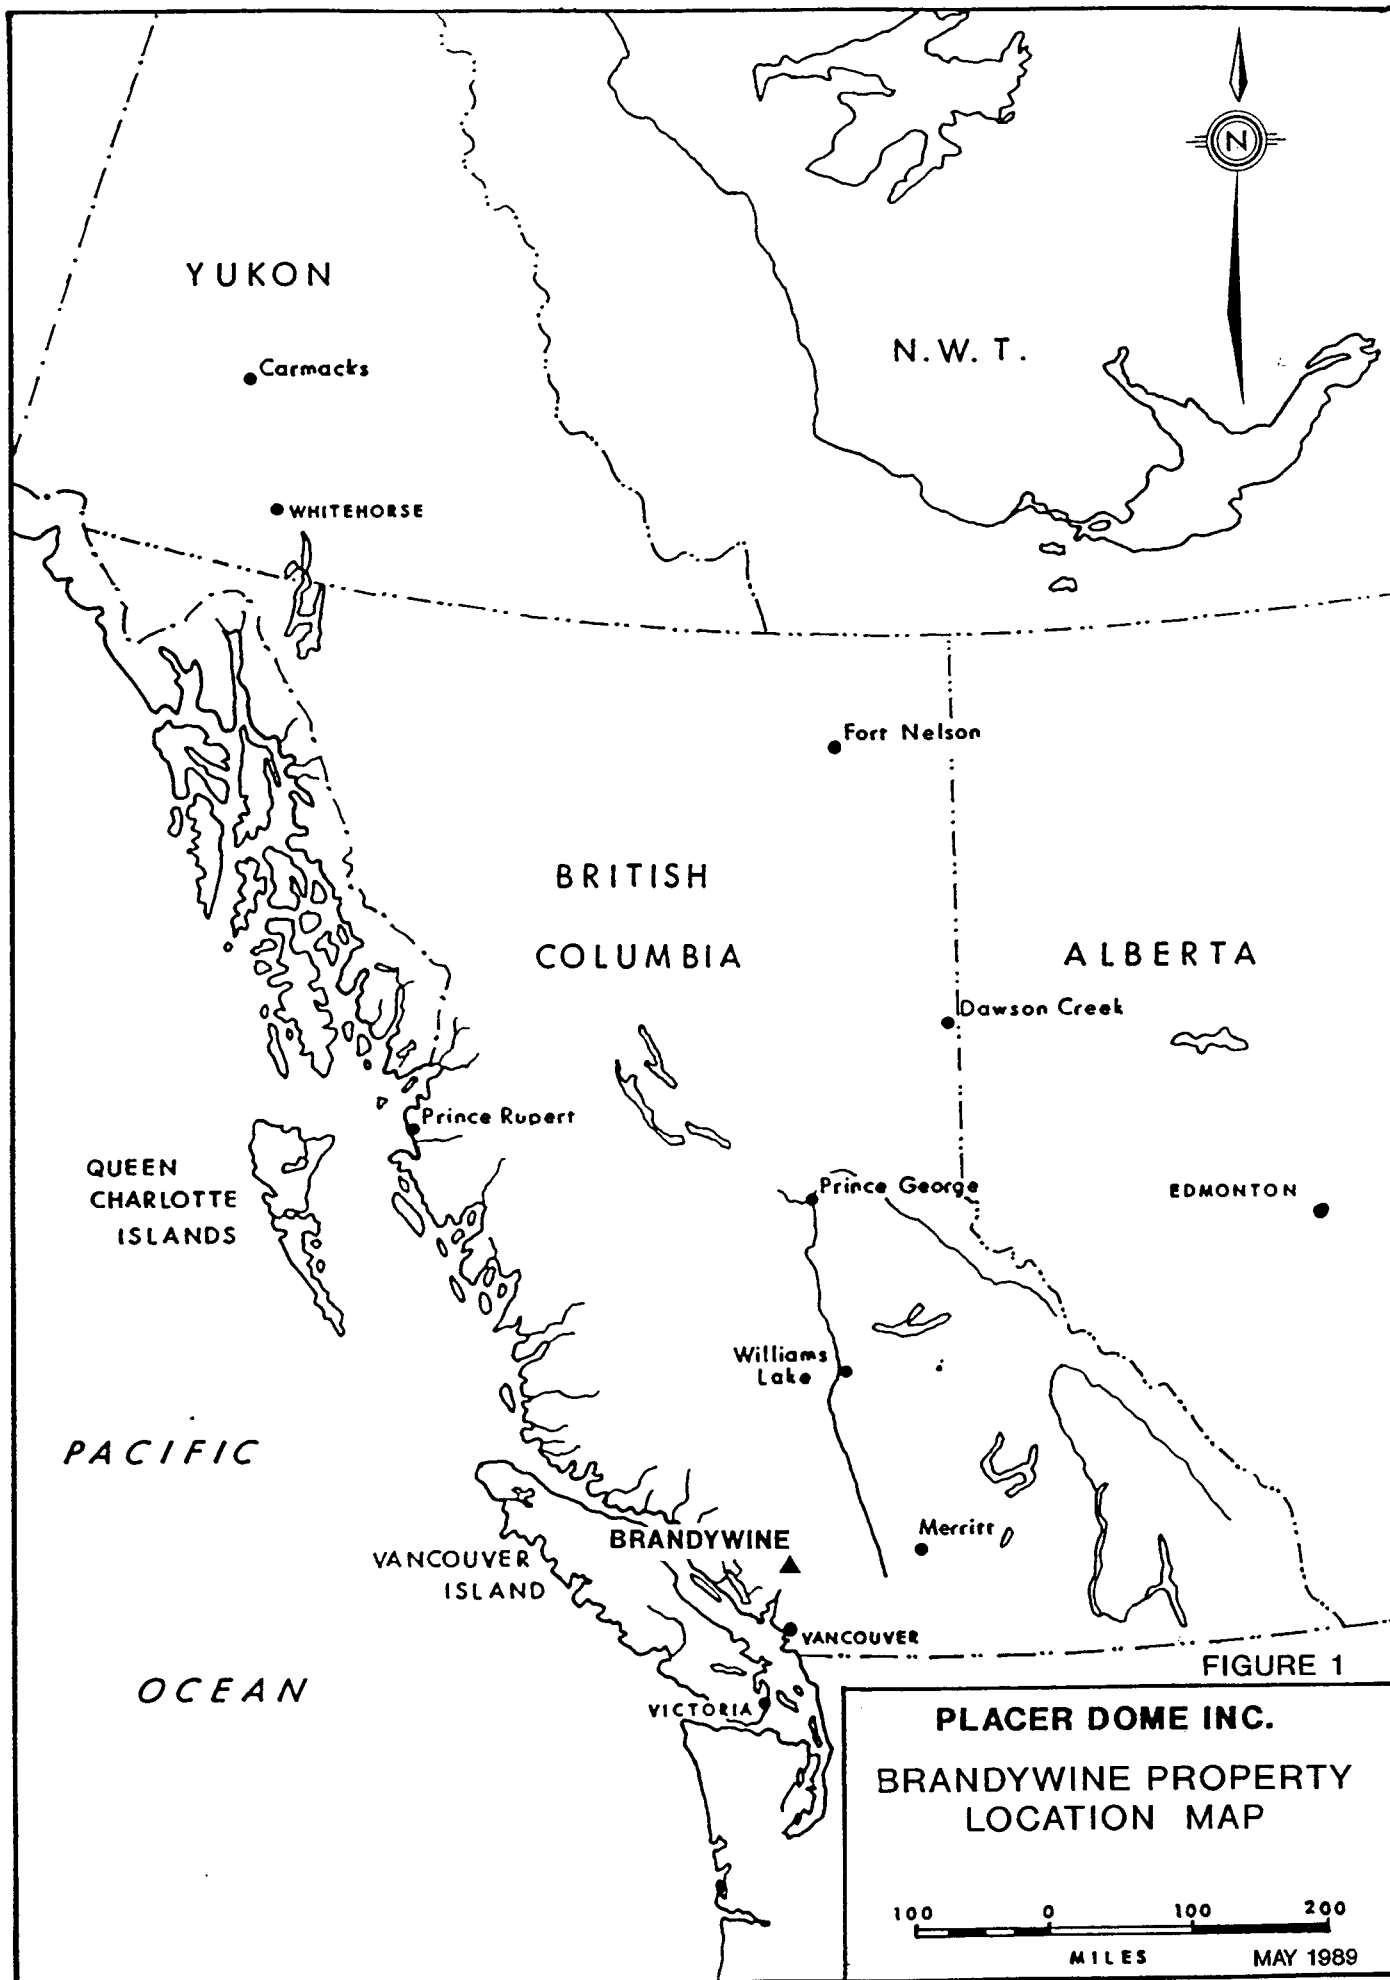 N
YUKON
Carmacks
N.W.T.
WHITEHORSE
Fort Nelson
BRITISH
COLUMBIA
ALBERTA
Dawson Creek
Prince Rupert
QUEEN
CHARLOTTE
ISLANDS
Prince George
EDMONTON
Williams
Lake
PACIFIC
OCEAN
BRANDYWINE
Merritt
VANCOUVER
ISLAND
VANCOUVER
VICTORIA
FIGURE 1
PLACER DOME INC.
BRANDYWINE PROPERTY
LOCATION MAP
100 0 100 200
MILES
MAY 1989